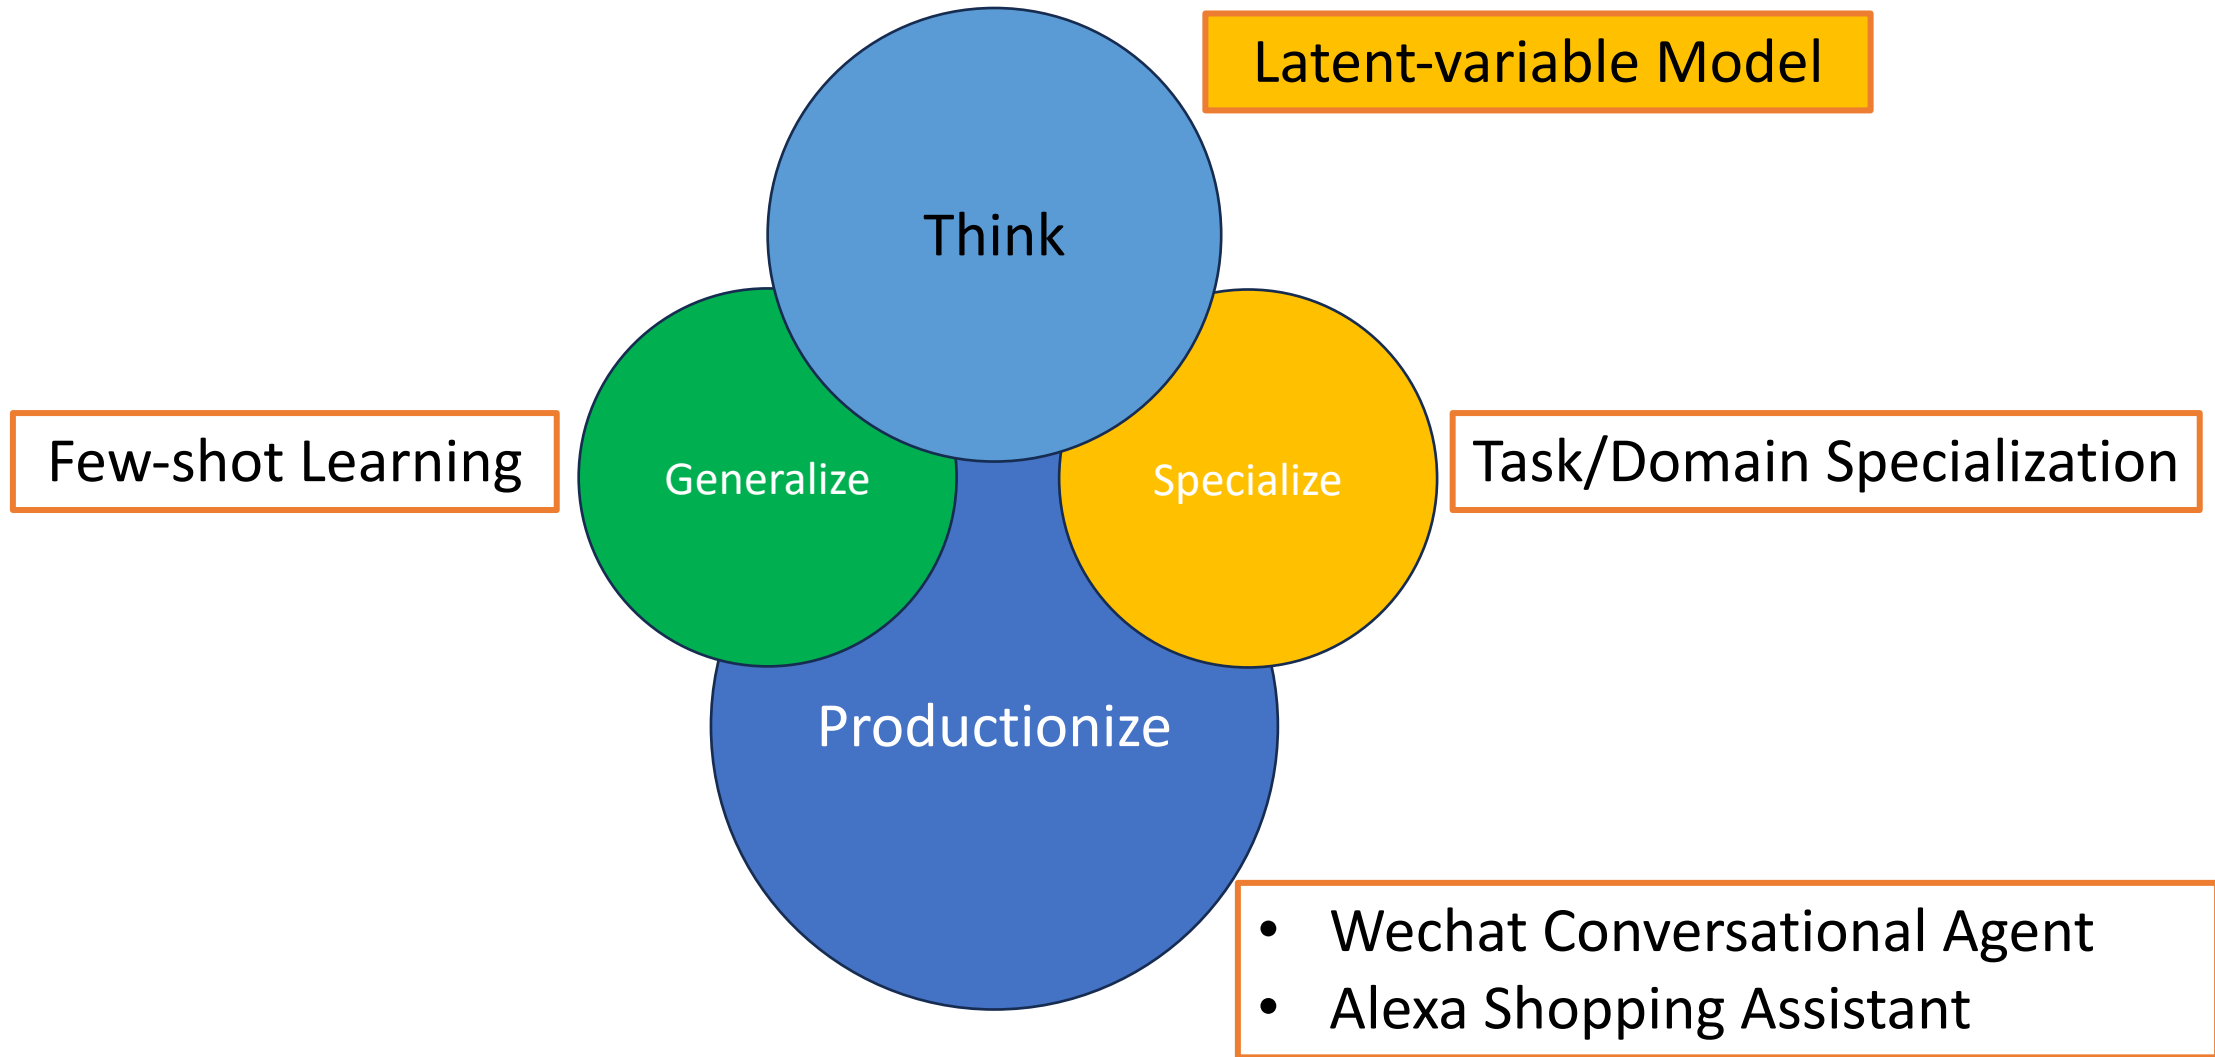 Latent-variable Model
Think
Few-shot Learning
Generalize
Specialize
Task/Domain Specialization
Productionize
• Wechat Conversational Agent
• Alexa Shopping Assistant